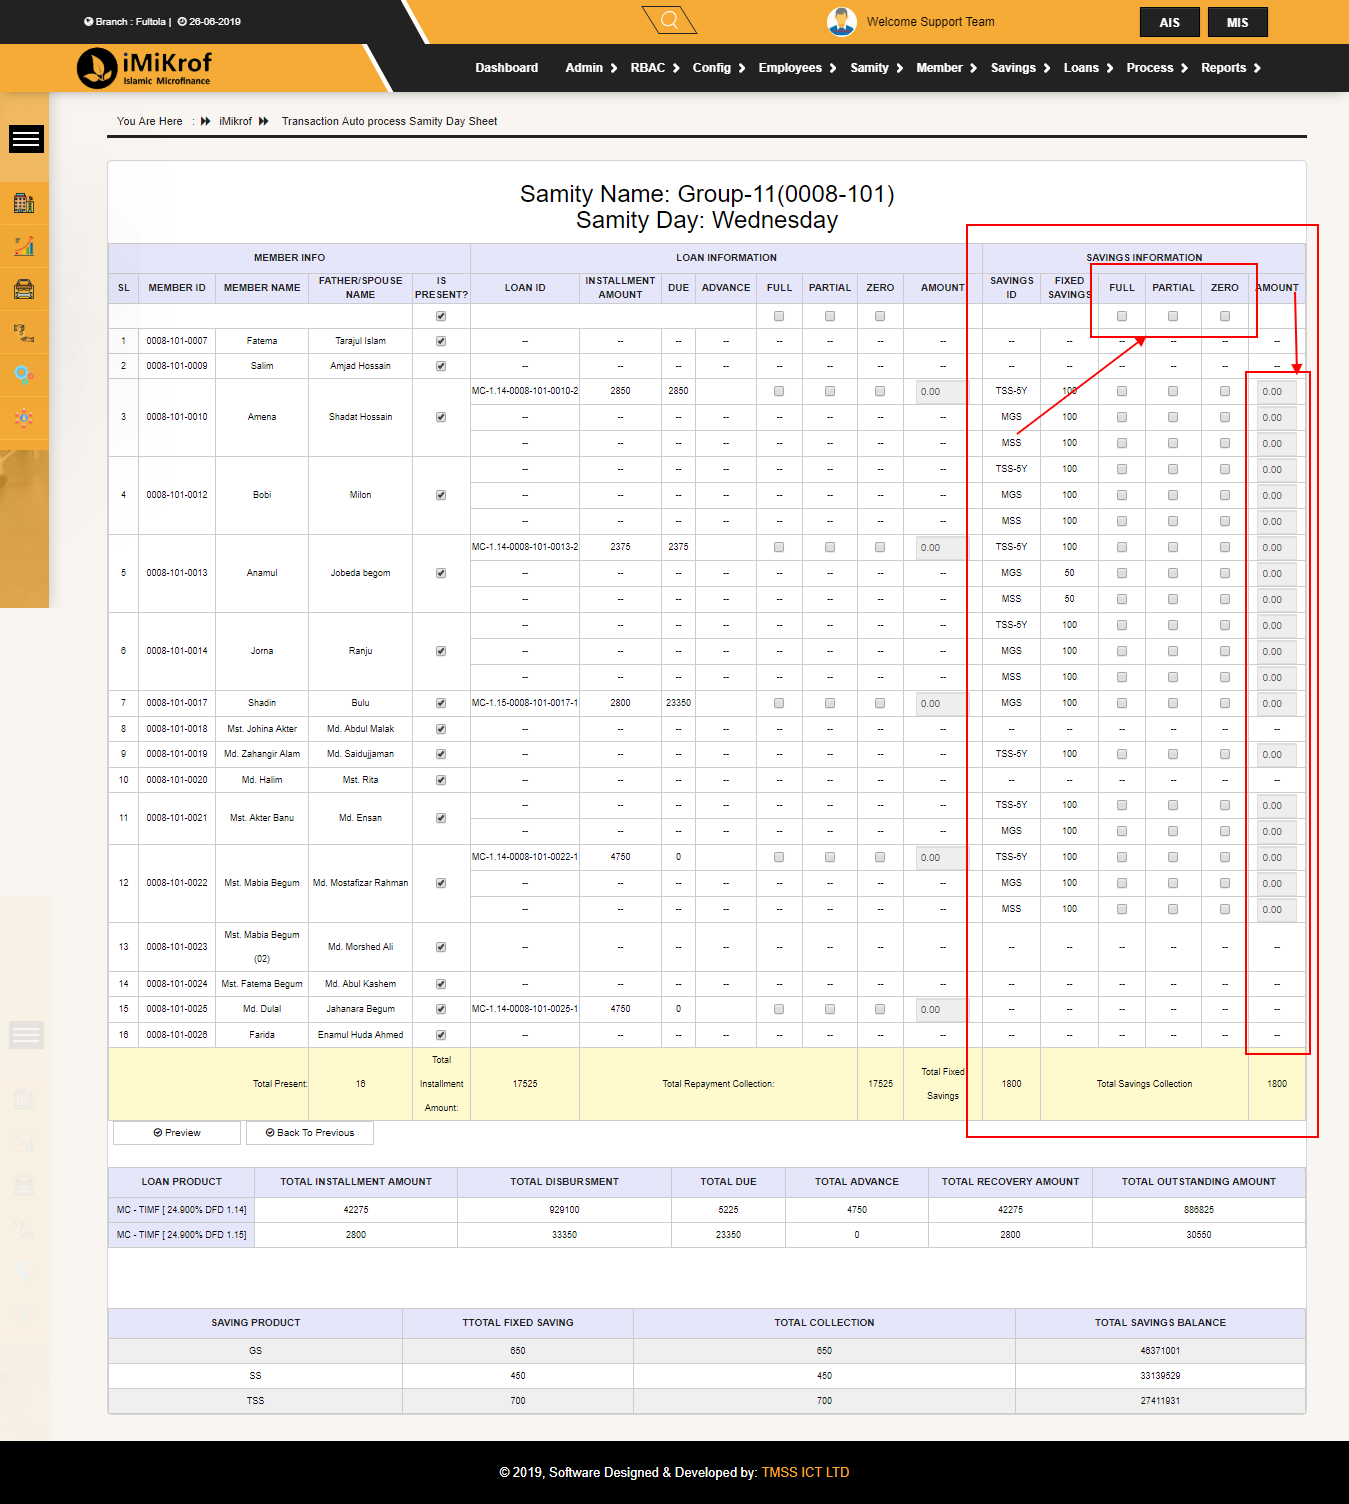 Branch : Fultola | 26-06-2019
Welcome Support Team
AIS MIS
iMiKrof
Islamic Microfinance
Dashboard Admin RBAC Config Employees Samity Member Savings Loans Process Reports
You Are Here : iMikrof Transaction Auto process Samity Day Sheet
Samity Name: Group-11(0008-101)
Samity Day: Wednesday
MEMBER INFO LOAN INFORMATION SAVINGS INFORMATION
SL MEMBER ID MEMBER NAME FATHER/SPOUSE NAME IS PRESENT? LOAN ID INSTALLMENT AMOUNT DUE ADVANCE FULL PARTIAL ZERO AMOUNT SAVINGS ID FIXED SAVINGS FULL PARTIAL ZERO AMOUNT
1 0008-101-0007 Fatema Tarajul Islam -- -- -- -- -- -- -- -- -- -- -- -- -- --
2 0008-101-0009 Salim Amjad Hossain -- -- -- -- -- -- -- -- -- -- -- -- -- --
3 0008-101-0010 Amena Shadat Hossain MC-1.14-0008-101-0010-2 2850 2850 0.00 TSS-5Y 100 0.00
-- -- -- -- -- -- -- -- MGS 100 0.00
-- -- -- -- -- -- -- -- MSS 100 0.00
4 0008-101-0012 Bobi Milon -- -- -- -- -- -- -- -- TSS-5Y 100 0.00
-- -- -- -- -- -- -- -- MGS 100 0.00
-- -- -- -- -- -- -- -- MSS 100 0.00
5 0008-101-0013 Anamul Jobeda begom MC-1.14-0008-101-0013-2 2375 2375 0.00 TSS-5Y 100 0.00
-- -- -- -- -- -- -- -- MGS 50 0.00
-- -- -- -- -- -- -- -- MSS 50 0.00
6 0008-101-0014 Jorna Ranju -- -- -- -- -- -- -- -- TSS-5Y 100 0.00
-- -- -- -- -- -- -- -- MGS 100 0.00
-- -- -- -- -- -- -- -- MSS 100 0.00
7 0008-101-0017 Shadin Bulu MC-1.15-0008-101-0017-1 2800 23350 0.00 MGS 100 0.00
8 0008-101-0018 Mst. Johina Akter Md. Abdul Malak -- -- -- -- -- -- -- -- -- -- -- -- -- --
9 0008-101-0019 Md. Zahangir Alam Md. Saidujjaman -- -- -- -- -- -- -- -- TSS-5Y 100 0.00
10 0008-101-0020 Md. Halim Mst. Rita -- -- -- -- -- -- -- -- -- -- -- -- -- --
11 0008-101-0021 Mst. Akter Banu Md. Ensan -- -- -- -- -- -- -- -- TSS-5Y 100 0.00
-- -- -- -- -- -- -- -- MGS 100 0.00
12 0008-101-0022 Mst. Mabia Begum Md. Mostafizar Rahman MC-1.14-0008-101-0022-1 4750 0 0.00 TSS-5Y 100 0.00
-- -- -- -- -- -- -- -- MGS 100 0.00
-- -- -- -- -- -- -- -- MSS 100 0.00
13 0008-101-0023 Mst. Mabia Begum (02) Md. Morshed Ali -- -- -- -- -- -- -- -- -- -- -- -- -- --
14 0008-101-0024 Mst. Fatema Begum Md. Abul Kashem -- -- -- -- -- -- -- -- -- -- -- -- -- --
15 0008-101-0025 Md. Dulal Jahanara Begum MC-1.14-0008-101-0025-1 4750 0 0.00 -- -- -- -- -- --
16 0008-101-0026 Farida Enamul Huda Ahmed -- -- -- -- -- -- -- -- -- -- -- -- -- --
Total Present: 16 Total Installment Amount: 17525 Total Repayment Collection: 17525 Total Fixed Savings 1800 Total Savings Collection 1800
Preview Back To Previous
LOAN PRODUCT TOTAL INSTALLMENT AMOUNT TOTAL DISBURSMENT TOTAL DUE TOTAL ADVANCE TOTAL RECOVERY AMOUNT TOTAL OUTSTANDING AMOUNT
MC - TIMF [ 24.900% DFD 1.14] 42275 929100 5225 4750 42275 886825
MC - TIMF [ 24.900% DFD 1.15] 2800 33350 23350 0 2800 30550
SAVING PRODUCT TTOTAL FIXED SAVING TOTAL COLLECTION TOTAL SAVINGS BALANCE
GS 650 650 46371001
SS 450 450 33139529
TSS 700 700 27411931
© 2019, Software Designed & Developed by: TMSS ICT LTD